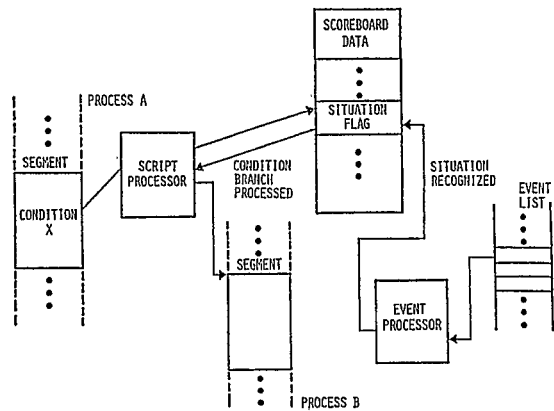 SCOREBOARD
DATA
PROCESS A
SITUATION
FLAG
SEGMENT
SCRIPT
PROCESSOR
CONDITION
BRANCH
PROCESSED
SITUATION
RECOGNIZED
EVENT
LIST
CONDITION
X
SEGMENT
EVENT
PROCESSOR
PROCESS B